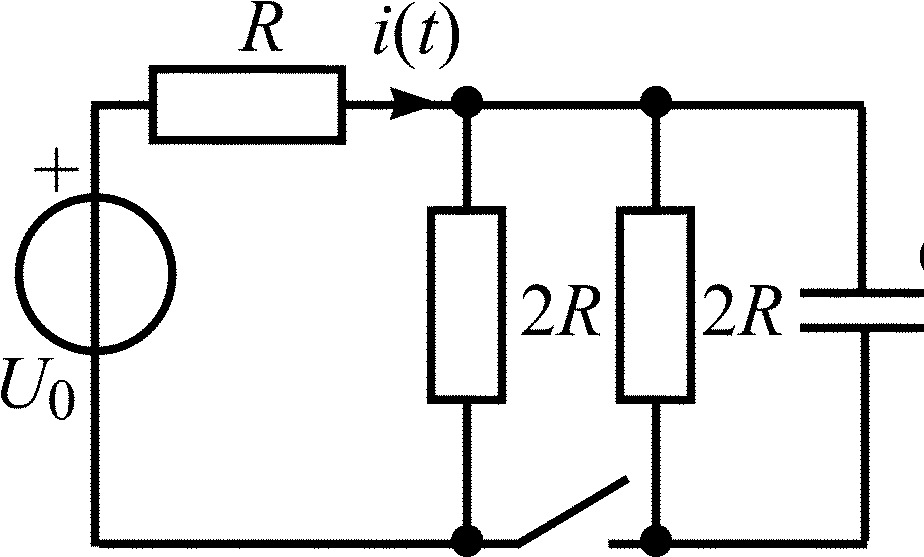 R
i(t)
+
2R
2R
U₀